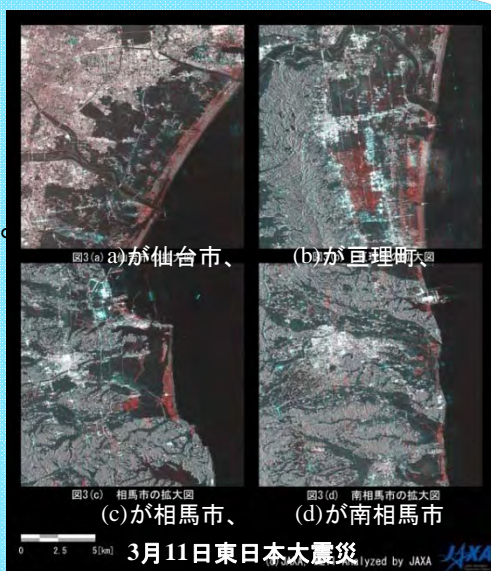 図3(a)
a)が仙台市、
(b)が亘理町、
図3(c) 相馬市の拡大図
図3(d) 南相馬市の拡大図
(c)が相馬市、
(d)が南相馬市
0 2.5 5[km]
3月11日東日本大震災
Analyzed by JAXA
JAXA